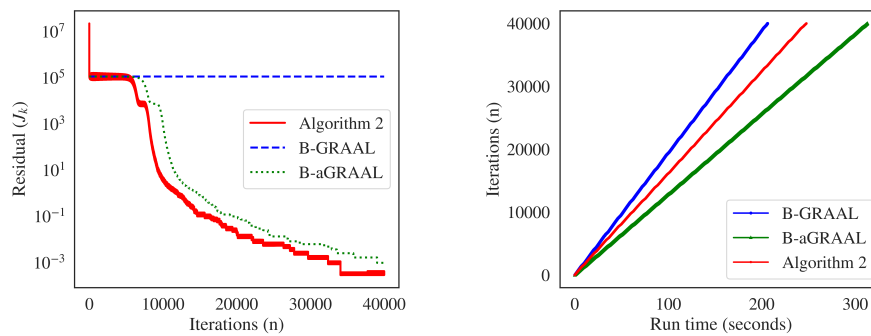 10^7
10^5
10^3
10^1
10^-1
10^-3
Residual (J_k)
Algorithm 2
B-GRAAL
B-aGRAAL
0 10000 20000 30000 40000
Iterations (n)
40000
30000
20000
10000
0
Iterations (n)
B-GRAAL
B-aGRAAL
Algorithm 2
0 100 200 300
Run time (seconds)